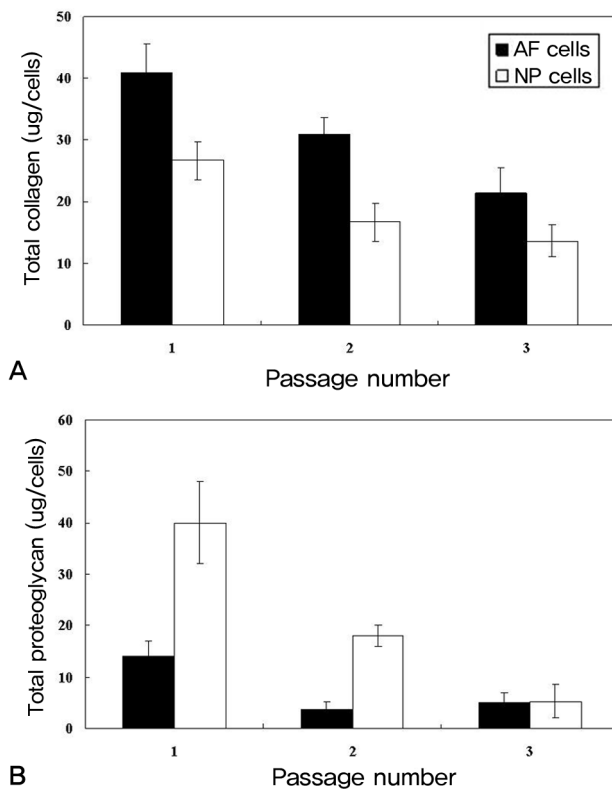 50
40
30
20
10
0
AF cells
NP cells
Total collagen (ug/cells)
1 2 3
A
Passage number
60
50
40
30
20
10
0
Total proteoglycan (ug/cells)
1 2 3
B
Passage number